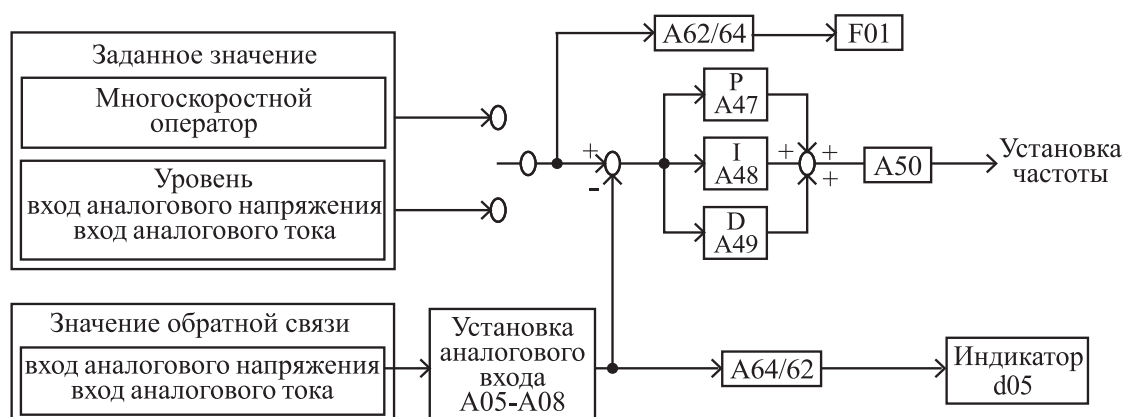 Заданное значение
Многоскоростной
оператор
Уровень
вход аналогового напряжения
вход аналогового тока
A62/64
F01
P
A47
I
A48
D
A49
+
-
+
+
+
A50
Установка
частоты
Значение обратной связи
вход аналогового напряжения
вход аналогового тока
Установка
аналогового
входа
A05-A08
A64/62
Индикатор
d05